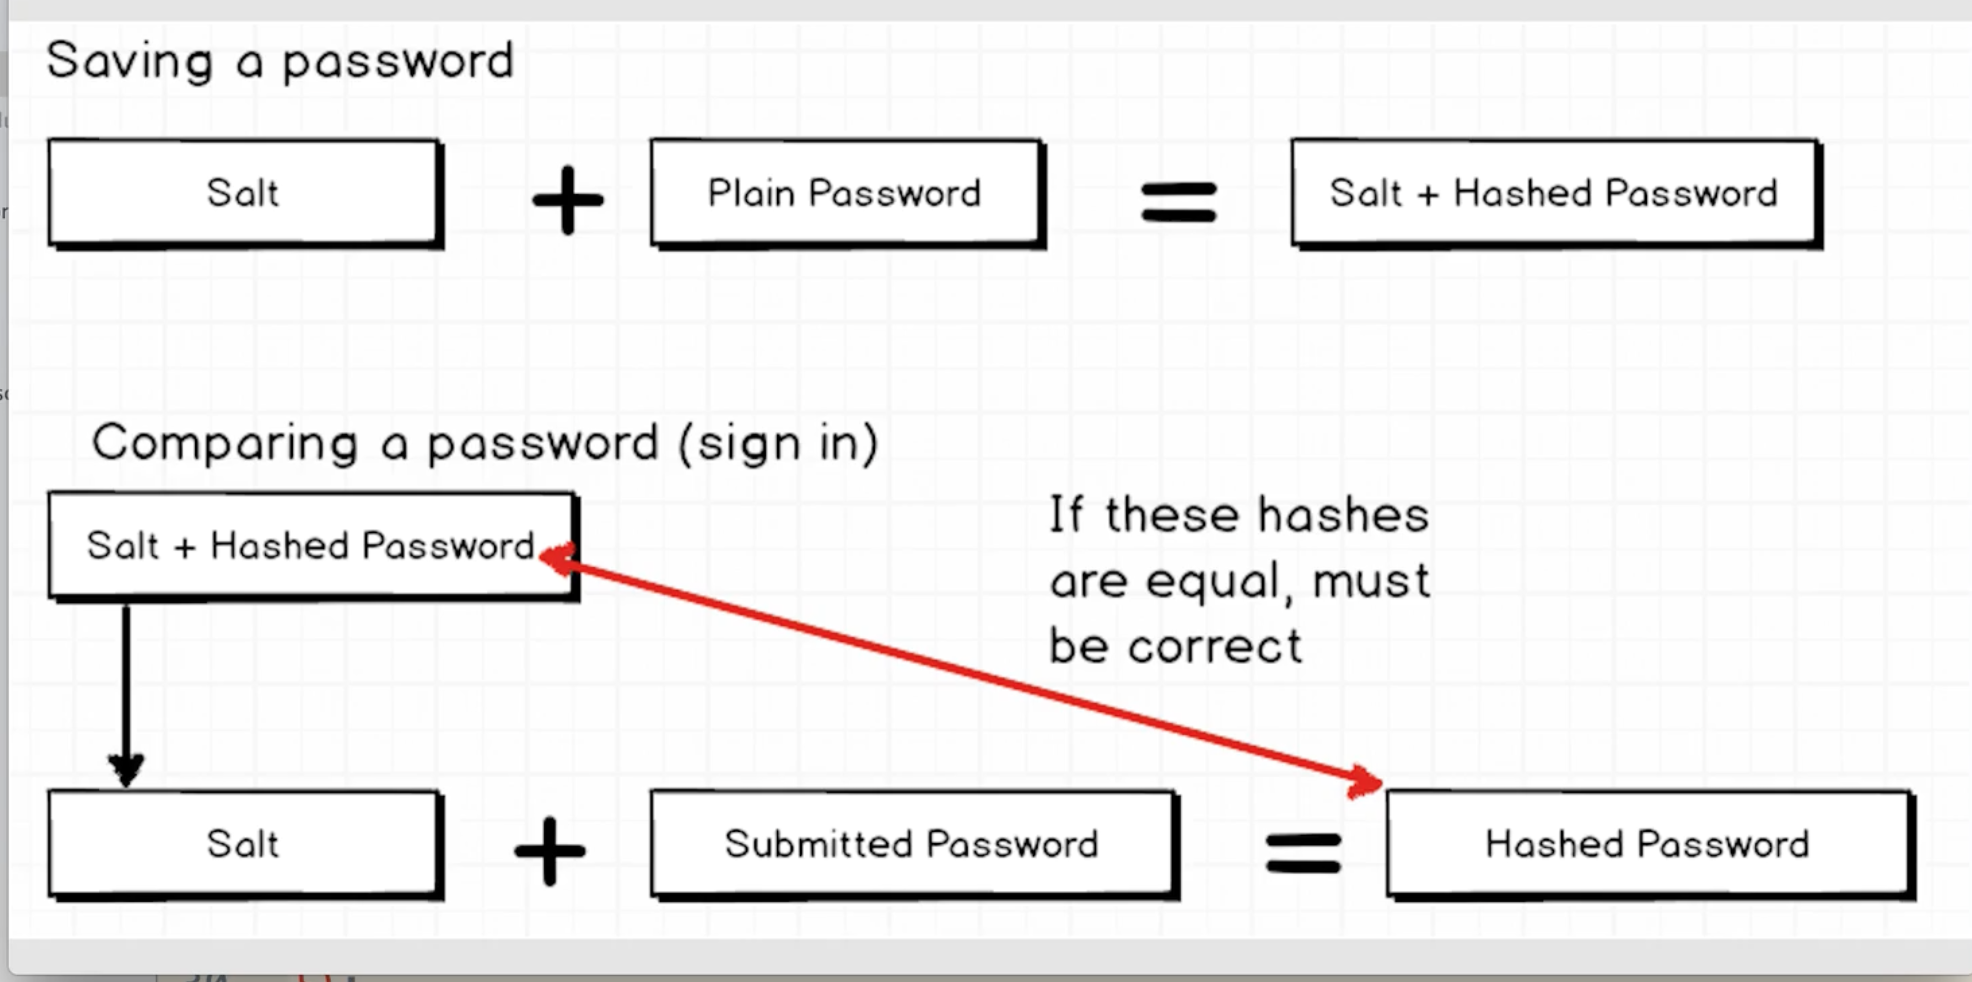 Saving a password
Salt + Plain Password = Salt + Hashed Password
Comparing a password (sign in)
Salt + Hashed Password
If these hashes
are equal, must
be correct
Salt + Submitted Password = Hashed Password